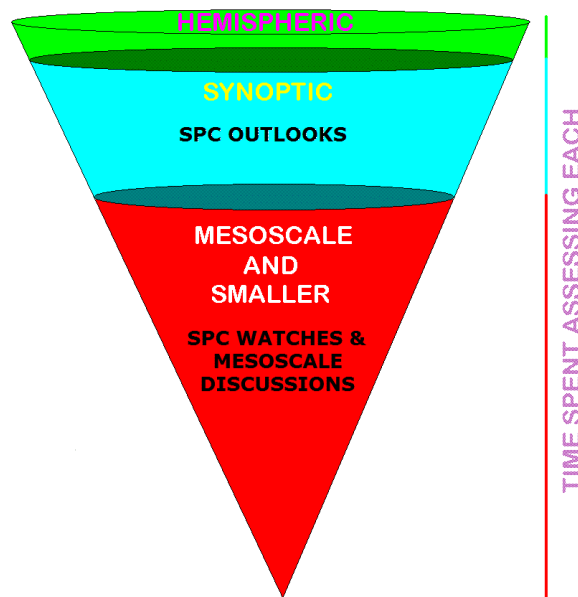 HEMISPHERIC
SYNOPTIC
SPC OUTLOOKS
MESOSCALE
AND
SMALLER
SPC WATCHES &
MESOSCALE
DISCUSSIONS
TIME SPENT ASSESSING EACH